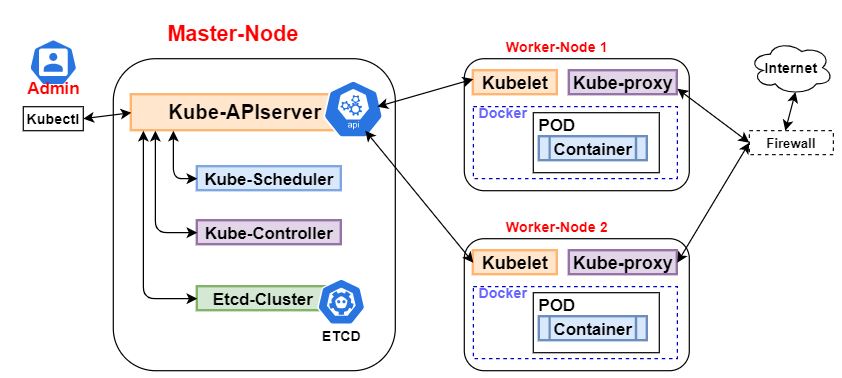 Master-Node
Admin
Kubectl
Kube-APIserver
api
Kube-Scheduler
Kube-Controller
Etcd-Cluster
ETCD
Worker-Node 1
Kubelet
Kube-proxy
Docker
POD
Container
Worker-Node 2
Kubelet
Kube-proxy
Docker
POD
Container
Internet
Firewall